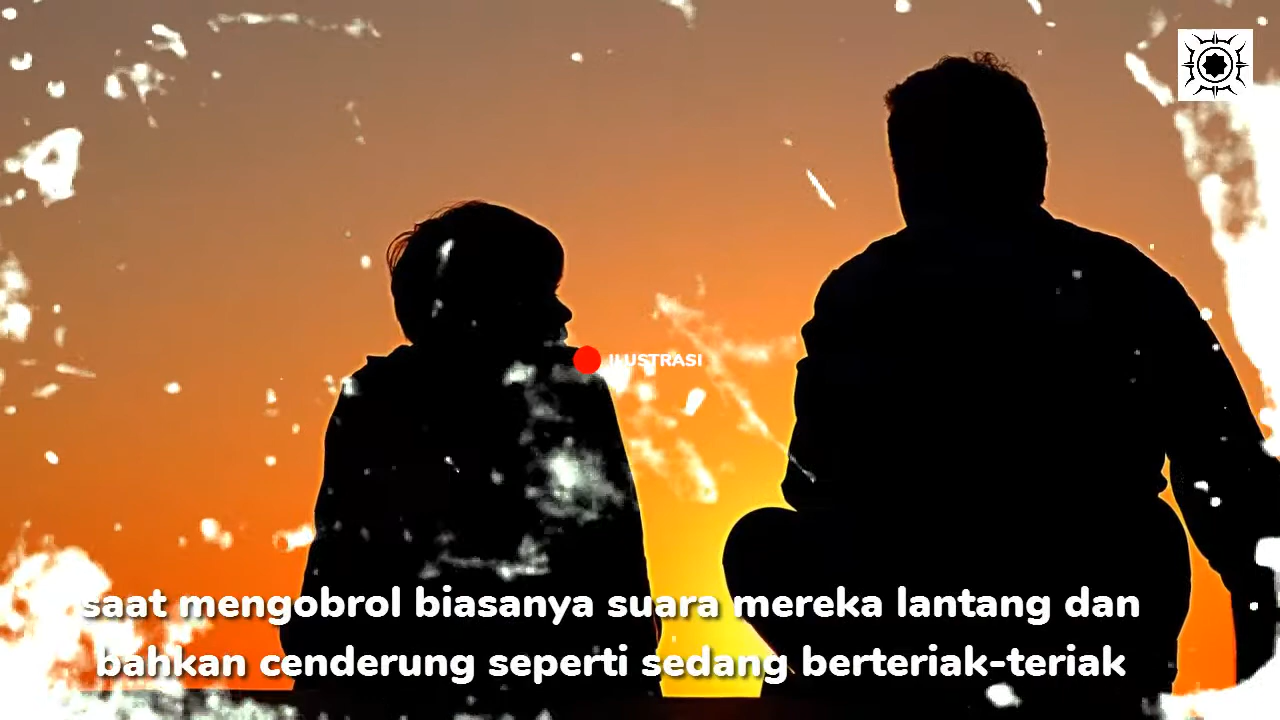 ILUSTRASI
saat mengobrol biasanya suara mereka lantang dan
bahkan cenderung seperti sedang berteriak-teriak